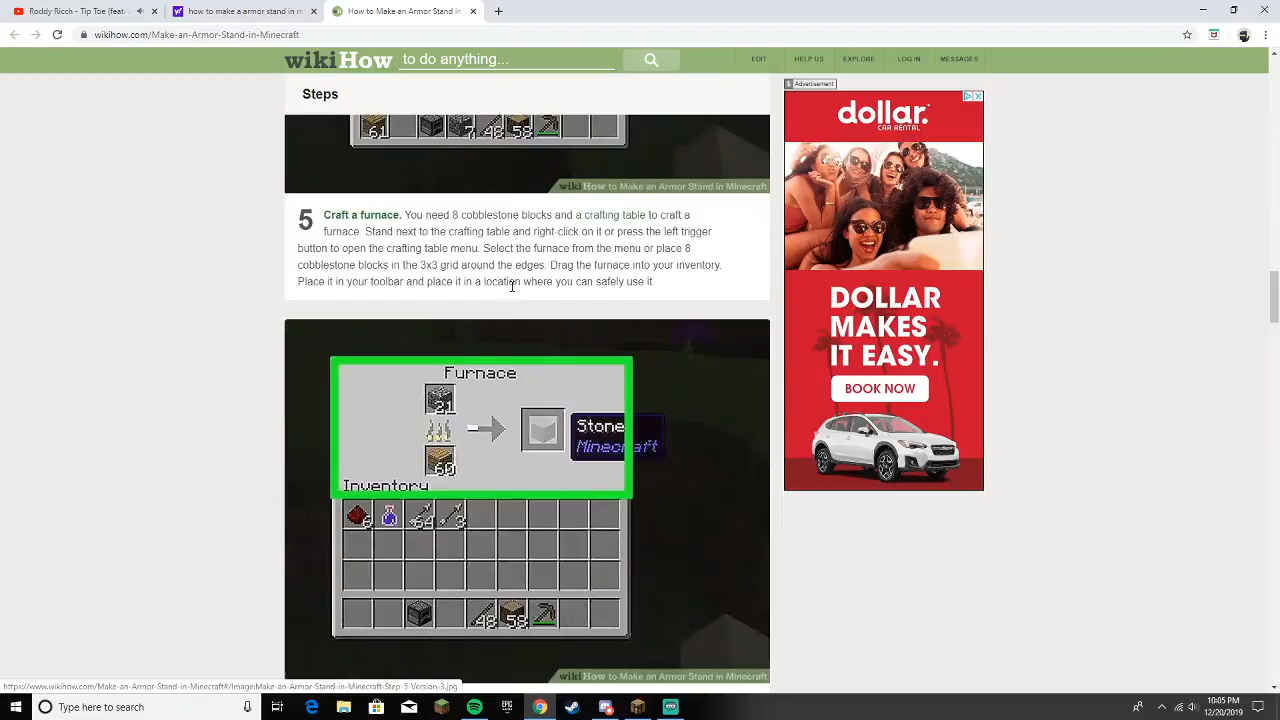 Roddy Ricch - Tip Toe (feat.
how to make an armor stand in m
How to Make an Armor Stand in M
wikihow.com/Make-an-Armor-Stand-in-Minecraft
wikiHow to do anything...
EDIT HELP US EXPLORE LOG IN MESSAGES
Steps
Advertisement
61 7 48 58
wikiHow to Make an Armor Stand in Minecraft
5 Craft a furnace. You need 8 cobblestone blocks and a crafting table to craft a
furnace. Stand next to the crafting table and right-click on it or press the left trigger
button to open the crafting table menu. Select the furnace from the menu or place 8
cobblestone blocks in the 3x3 grid around the edges. Drag the furnace into your inventory.
Place it in your toolbar and place it in a location where you can safely use it.
dollar.
CAR RENTAL
DOLLAR
MAKES
IT EASY.
BOOK NOW
Furnace
31
Stone
Minecraft
60
Inventory
6 64 3
48 58
wikiHow to Make an Armor Stand in Minecraft
https://www.wikihow.com/Make-an-Armor-Stand-in-Minecraft#/Image:Make-an-Armor-Stand-in-Minecraft-Step-5-Version-3.jpg
Type here to search
EPIC
10:05 PM
12/20/2019